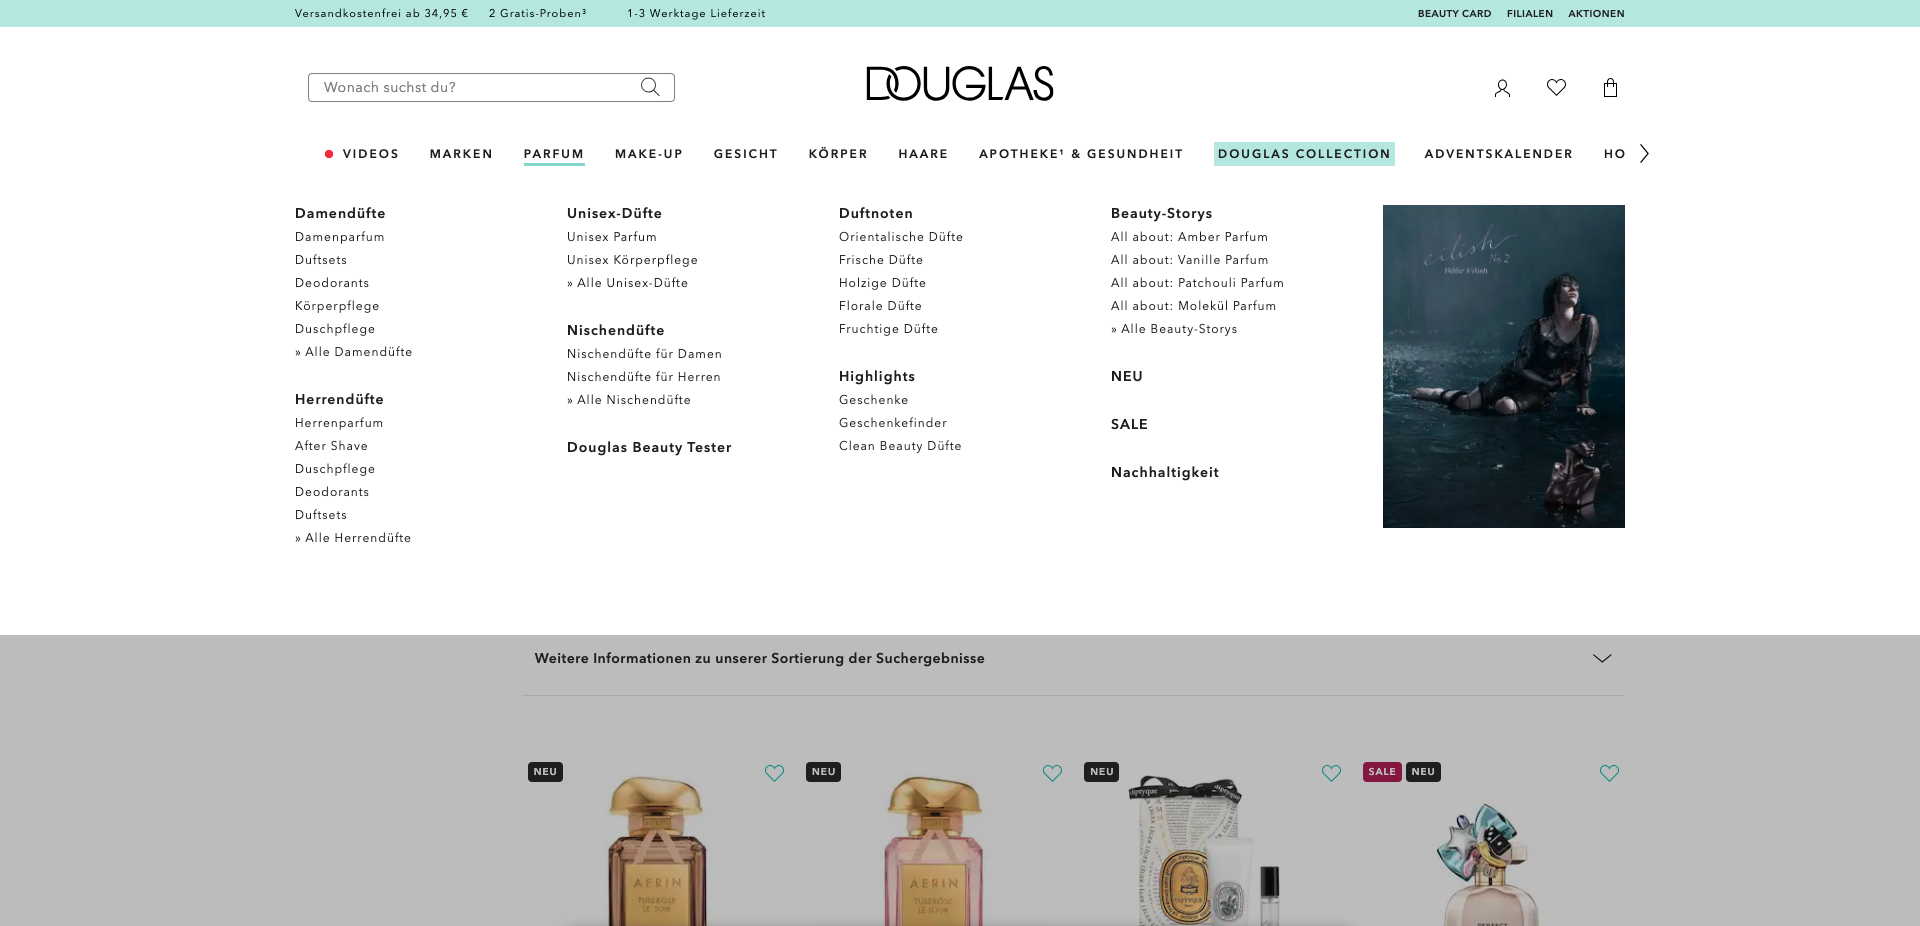 Versandkostenfrei ab 34,95 €
2 Gratis-Proben³
1-3 Werktage Lieferzeit
BEAUTY CARD
FILIALEN
AKTIONEN
Wonach suchst du?
DOUGLAS
VIDEOS
MARKEN
PARFUM
MAKE-UP
GESICHT
KÖRPER
HAARE
APOTHEKE¹ & GESUNDHEIT
DOUGLAS COLLECTION
ADVENTSKALENDER
HO
Damendüfte
Damenparfum
Duftsets
Deodorants
Körperpflege
Duschpflege
» Alle Damendüfte
Herrendüfte
Herrenparfum
After Shave
Duschpflege
Deodorants
Duftsets
» Alle Herrendüfte
Unisex-Düfte
Unisex Parfum
Unisex Körperpflege
» Alle Unisex-Düfte
Nischendüfte
Nischendüfte für Damen
Nischendüfte für Herren
» Alle Nischendüfte
Douglas Beauty Tester
Duftnoten
Orientalische Düfte
Frische Düfte
Holzige Düfte
Florale Düfte
Fruchtige Düfte
Highlights
Geschenke
Geschenkefinder
Clean Beauty Düfte
Beauty-Storys
All about: Amber Parfum
All about: Vanille Parfum
All about: Patchouli Parfum
All about: Molekül Parfum
» Alle Beauty-Storys
NEU
SALE
Nachhaltigkeit
eilish
No. 2
Billie Eilish
Weitere Informationen zu unserer Sortierung der Suchergebnisse
NEU
AERIN
TUBEROSE
LE SOIR
NEU
AERIN
TUBEROSE
LE JOUR
NEU
diptyque
SALE
NEU
PERFECT